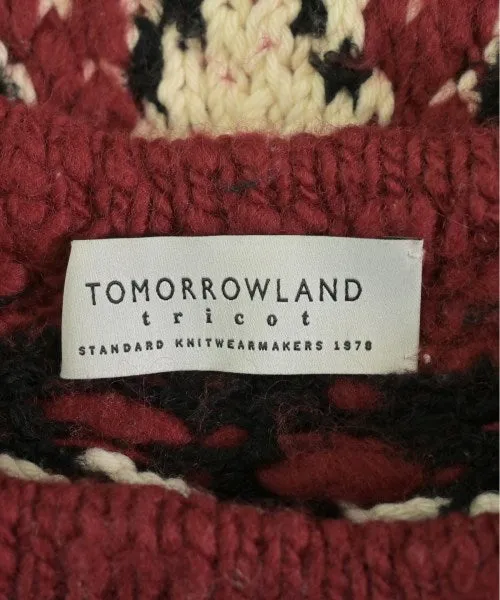 TOMORROWLAND
tricot
STANDARD KNITWEARMAKERS 1978